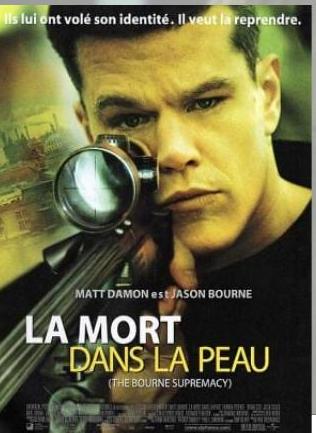 Ils lui ont volé son identité. Il veut la reprendre.
MATT DAMON est JASON BOURNE
LA MORT
DANS LA PEAU
(THE BOURNE SUPREMACY)